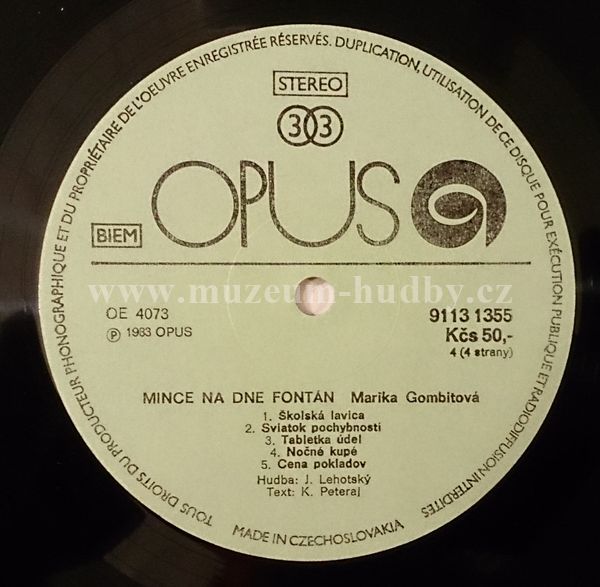 TOUS DROITS DU PRODUCTEUR PHONOGRAPHIQUE ET DU PROPRIÉTAIRE DE L'OEUVRE ENREGISTRÉE RÉSERVÉS. DUPLICATION, UTILISATION DE CE DISQUE POUR EXÉCUTION PUBLIQUE ET RADIODIFFUSION INTERDITES
STEREO
33
OPUS
BIEM
www.muzeum-hudby.cz
OE 4073
9113 1355
Ⓟ 1983 OPUS
Kčs 50,-
4 (4 strany)
MINCE NA DNE FONTÁN Marika Gombitová
1. Školská lavica
2. Sviatok pochybností
3. Tabletka údel
4. Nočné kupé
5. Cena pokladov
Hudba: J. Lehotský
Text: K. Peteraj
MADE IN CZECHOSLOVAKIA